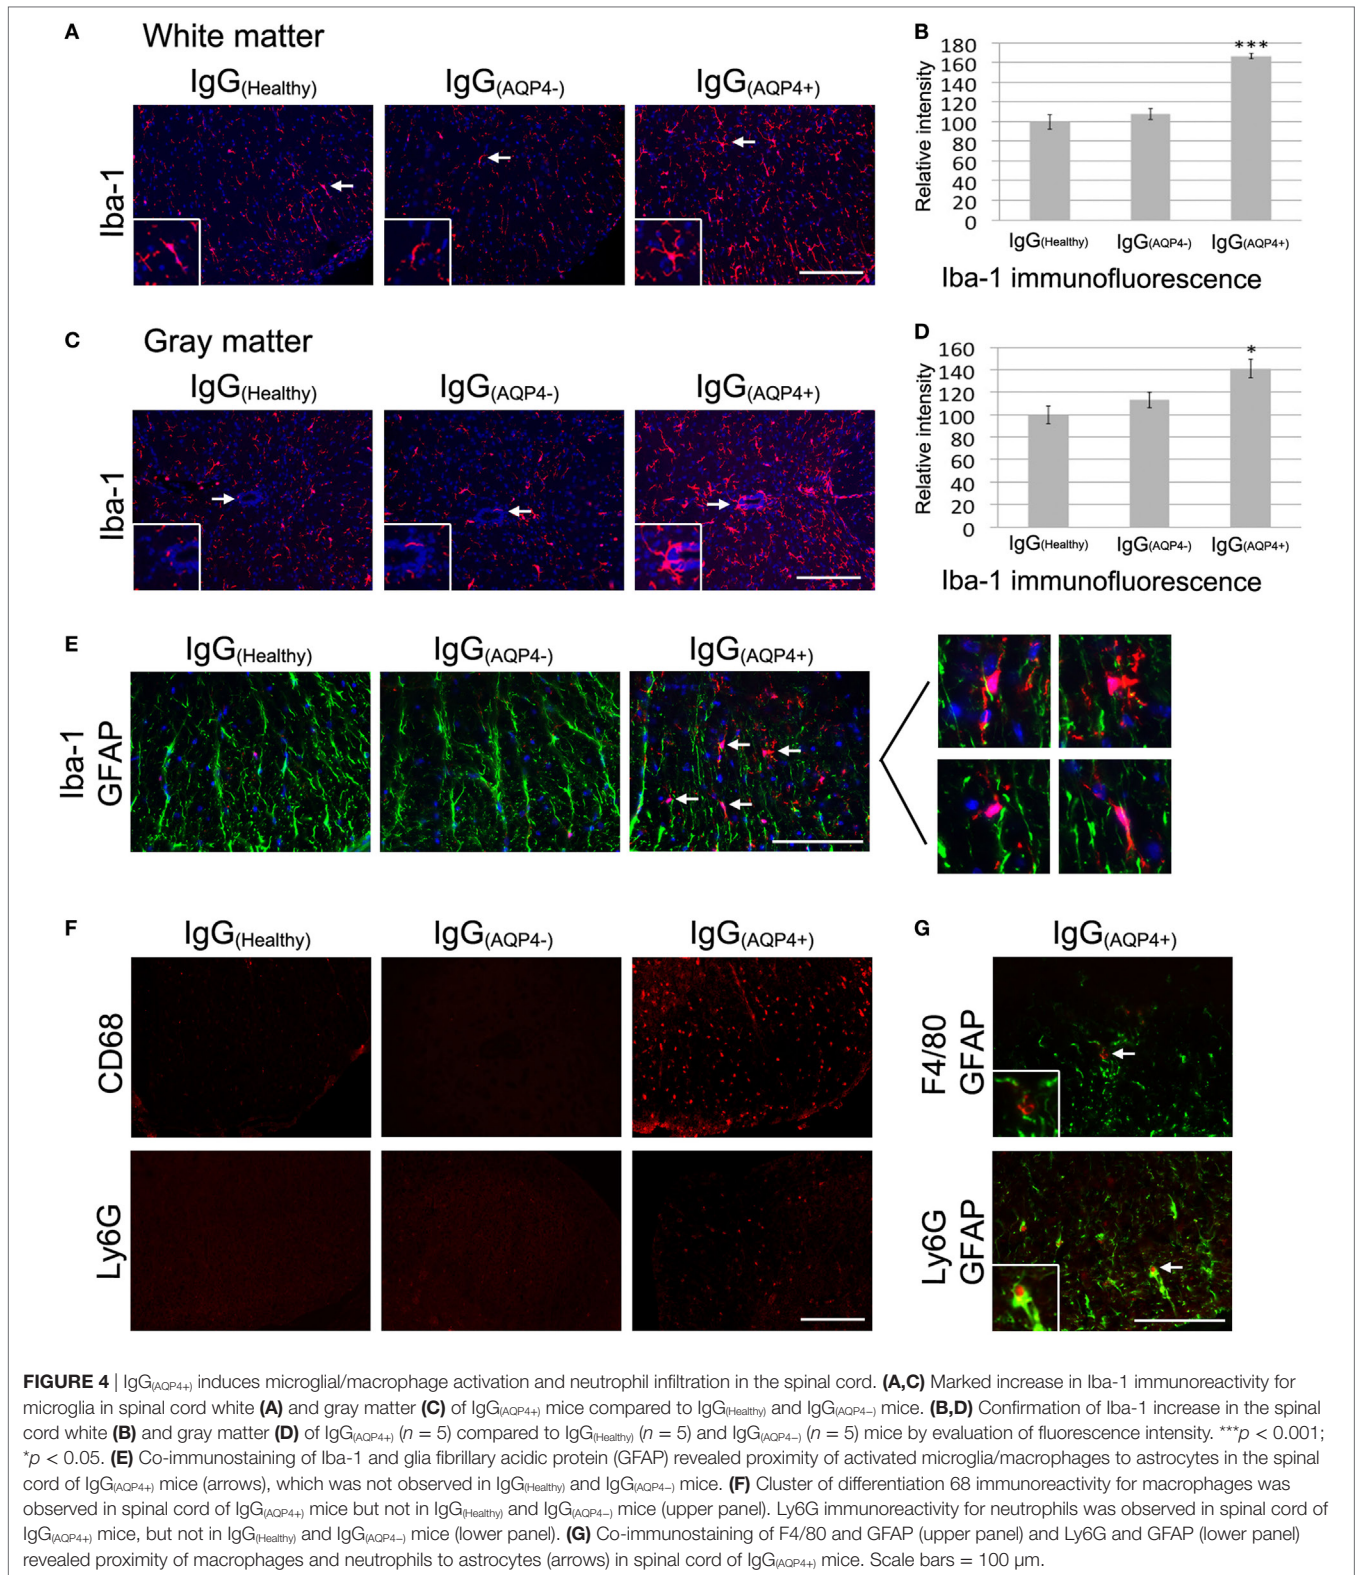 A White matter
IgG(Healthy) IgG(AQP4-) IgG(AQP4+)
Iba-1
B
180
160
140
120
100
80
60
40
20
0
Relative intensity
***
IgG(Healthy) IgG(AQP4-) IgG(AQP4+)
Iba-1 immunofluorescence
C Gray matter
IgG(Healthy) IgG(AQP4-) IgG(AQP4+)
Iba-1
D
160
140
120
100
80
60
40
20
0
Relative intensity
*
IgG(Healthy) IgG(AQP4-) IgG(AQP4+)
Iba-1 immunofluorescence
E
IgG(Healthy) IgG(AQP4-) IgG(AQP4+)
Iba-1
GFAP
F
IgG(Healthy) IgG(AQP4-) IgG(AQP4+)
CD68
Ly6G
G
IgG(AQP4+)
F4/80
GFAP
Ly6G
GFAP
FIGURE 4 | IgG(AQP4+) induces microglial/macrophage activation and neutrophil infiltration in the spinal cord. (A,C) Marked increase in Iba-1 immunoreactivity for
microglia in spinal cord white (A) and gray matter (C) of IgG(AQP4+) mice compared to IgG(Healthy) and IgG(AQP4−) mice. (B,D) Confirmation of Iba-1 increase in the spinal
cord white (B) and gray matter (D) of IgG(AQP4+) (n = 5) compared to IgG(Healthy) (n = 5) and IgG(AQP4−) (n = 5) mice by evaluation of fluorescence intensity. ***p < 0.001;
*p < 0.05. (E) Co-immunostaining of Iba-1 and glia fibrillary acidic protein (GFAP) revealed proximity of activated microglia/macrophages to astrocytes in the spinal
cord of IgG(AQP4+) mice (arrows), which was not observed in IgG(Healthy) and IgG(AQP4−) mice. (F) Cluster of differentiation 68 immunoreactivity for macrophages was
observed in spinal cord of IgG(AQP4+) mice but not in IgG(Healthy) and IgG(AQP4−) mice (upper panel). Ly6G immunoreactivity for neutrophils was observed in spinal cord of
IgG(AQP4+) mice, but not in IgG(Healthy) and IgG(AQP4−) mice (lower panel). (G) Co-immunostaining of F4/80 and GFAP (upper panel) and Ly6G and GFAP (lower panel)
revealed proximity of macrophages and neutrophils to astrocytes (arrows) in spinal cord of IgG(AQP4+) mice. Scale bars = 100 µm.